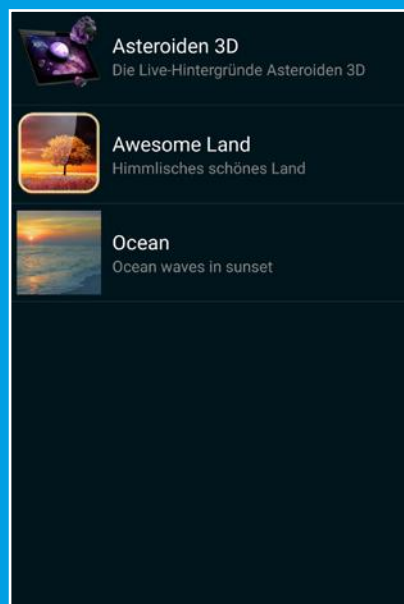 Asteroiden 3D
Die Live-Hintergründe Asteroiden 3D
Awesome Land
Himmlisches schönes Land
Ocean
Ocean waves in sunset